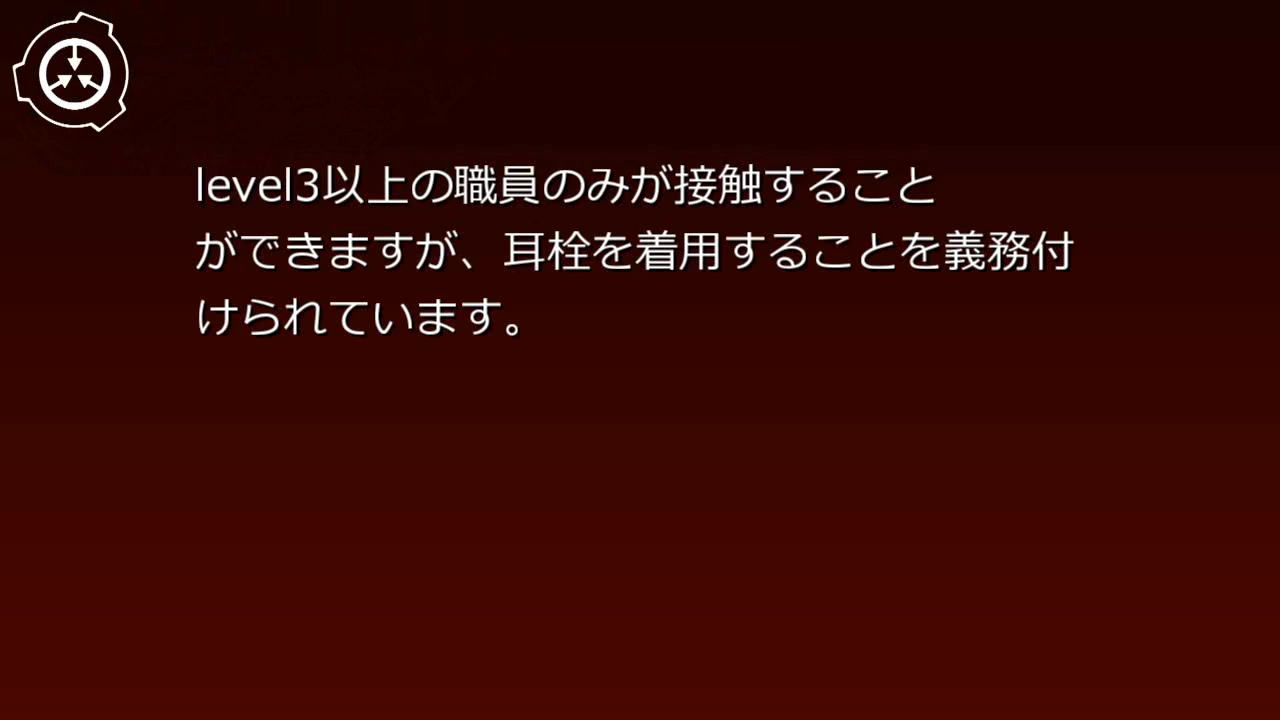 level3以上の職員のみが接触すること
ができますが、耳栓を着用することを義務付
けられています。